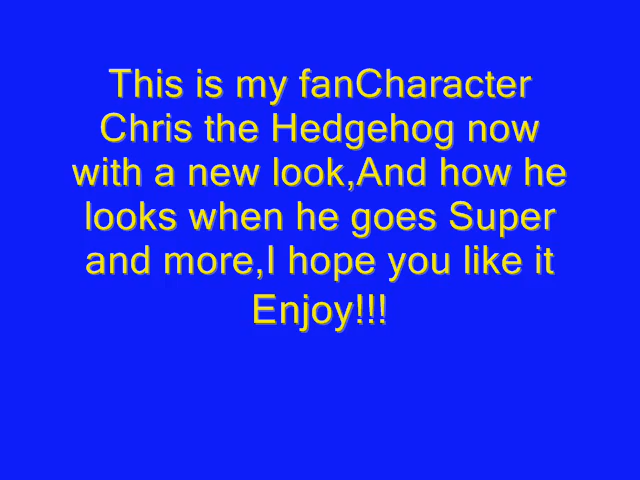 This is my fanCharacter
Chris the Hedgehog now
with a new look,And how he
looks when he goes Super
and more,I hope you like it
Enjoy!!!